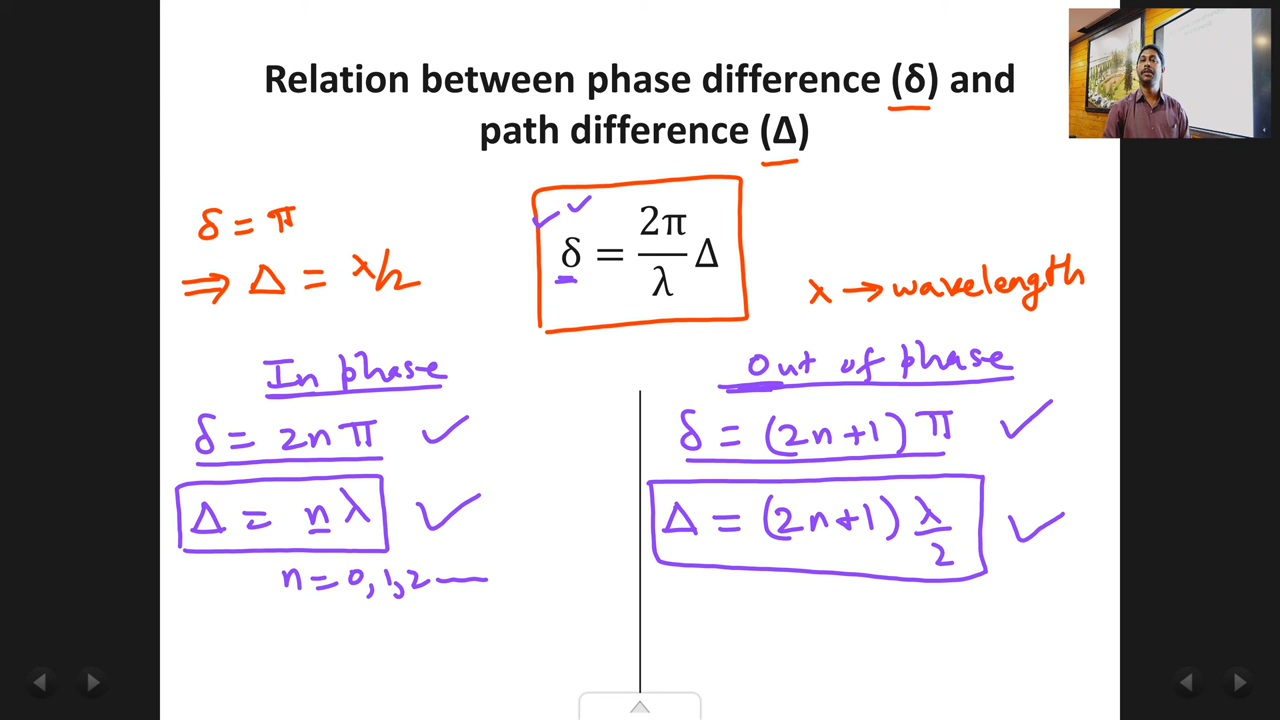 Relation between phase difference (δ) and
path difference (Δ)
δ = π
⇒ Δ = λ/2
δ = 2π/λ Δ
λ → wavelength
In phase
δ = 2nπ
Δ = nλ
n = 0, 1, 2 —
Out of phase
δ = (2n+1) π
Δ = (2n+1) λ/2